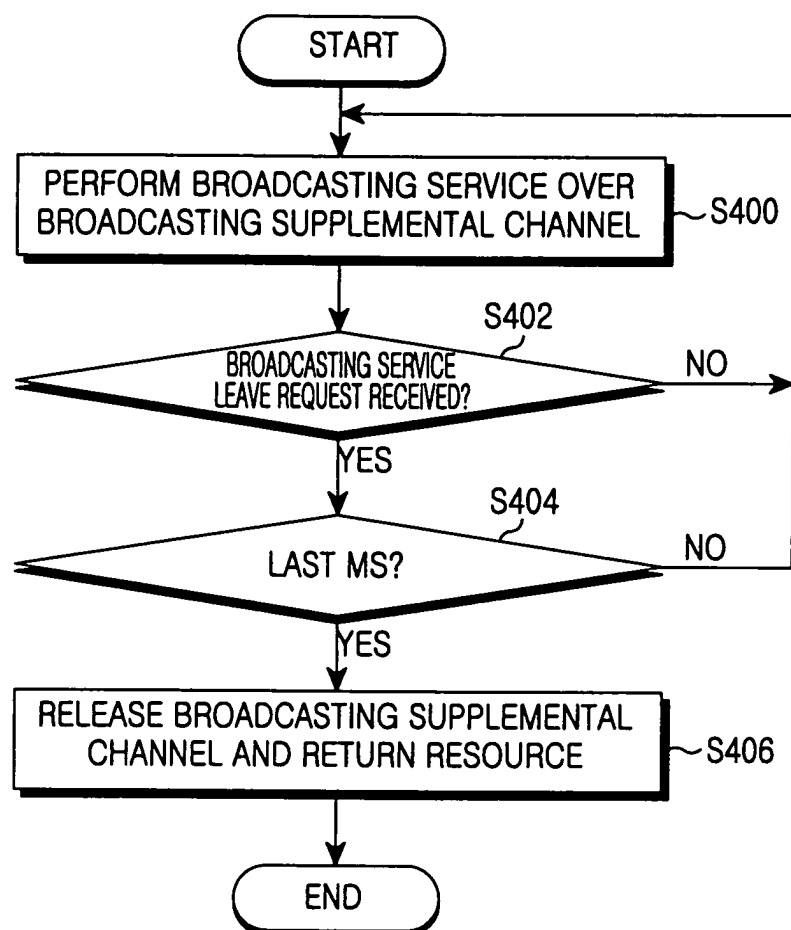 START
PERFORM BROADCASTING SERVICE OVER
BROADCASTING SUPPLEMENTAL CHANNEL
S400
S402
BROADCASTING SERVICE
LEAVE REQUEST RECEIVED?
NO
YES
S404
LAST MS?
NO
YES
RELEASE BROADCASTING SUPPLEMENTAL
CHANNEL AND RETURN RESOURCE
S406
END